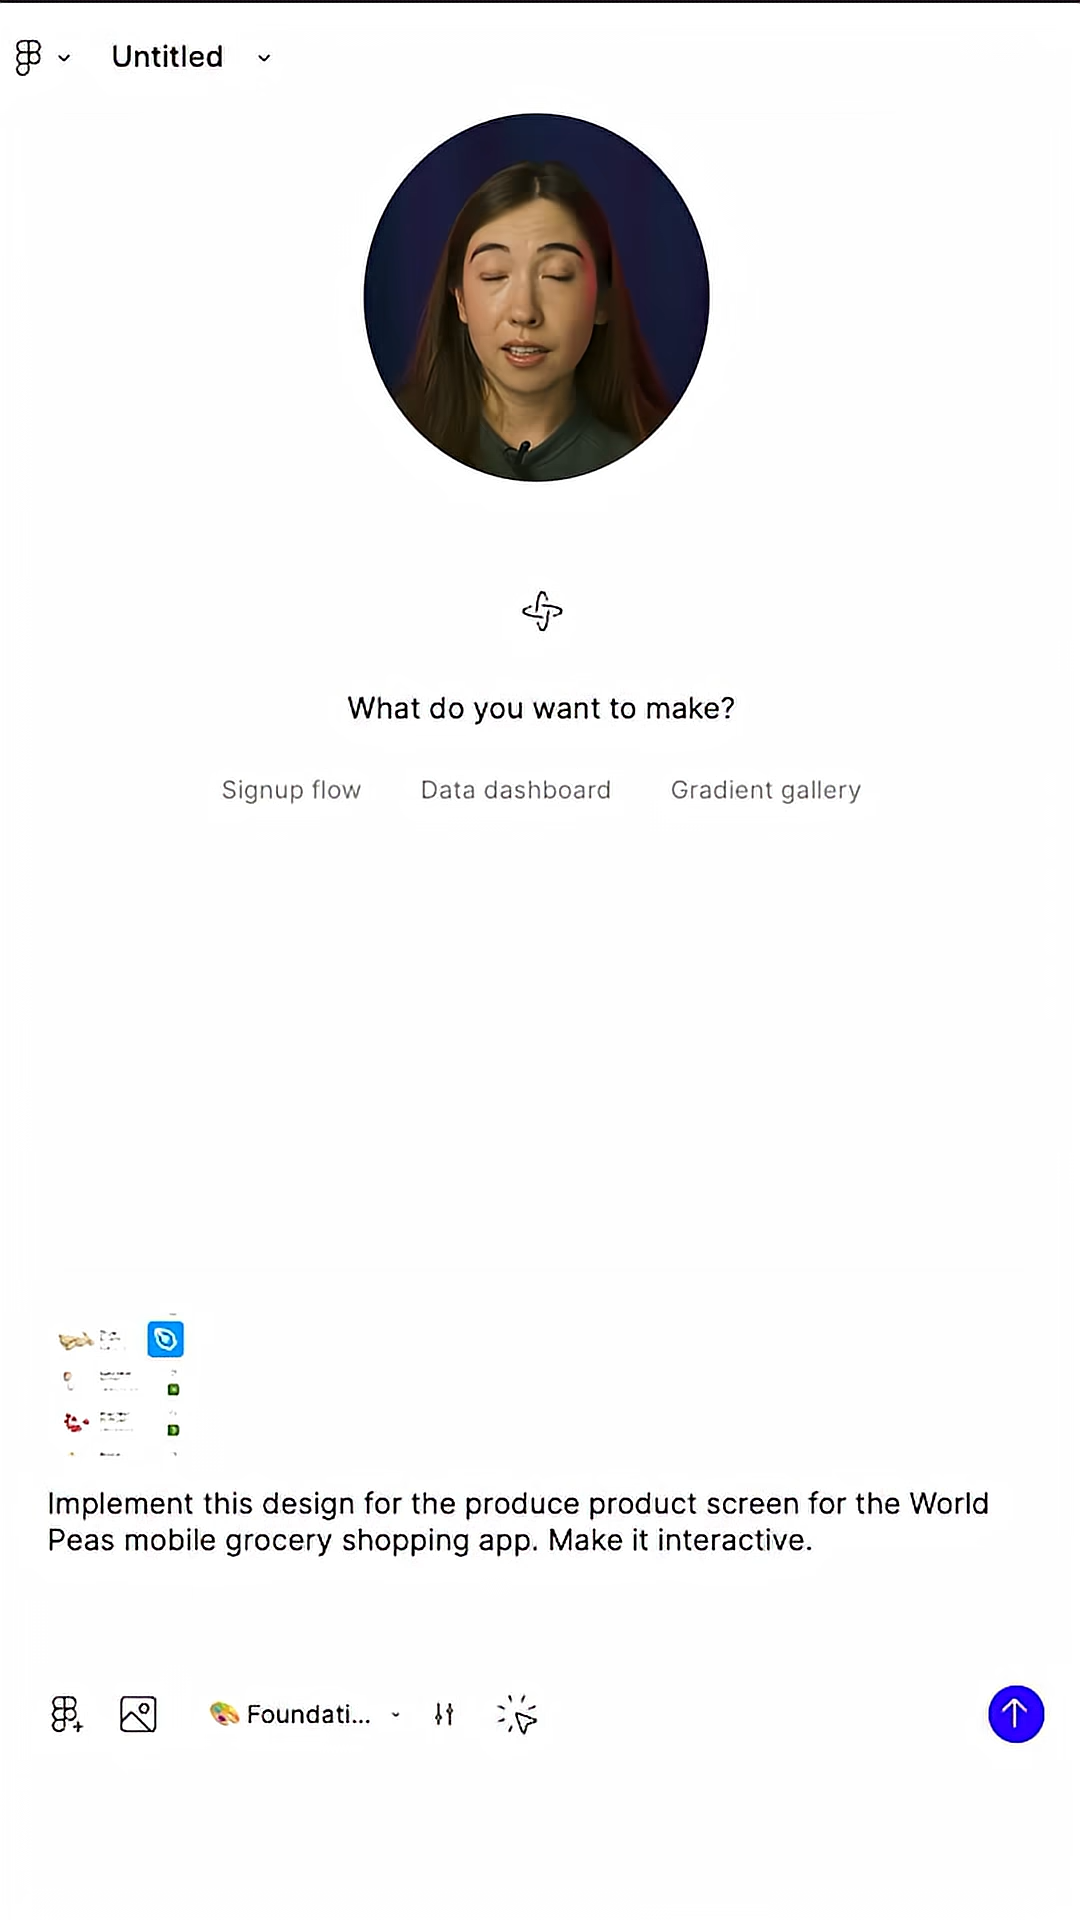 Untitled
What do you want to make?
Signup flow Data dashboard Gradient gallery
Implement this design for the produce product screen for the World
Peas mobile grocery shopping app. Make it interactive.
Foundati...